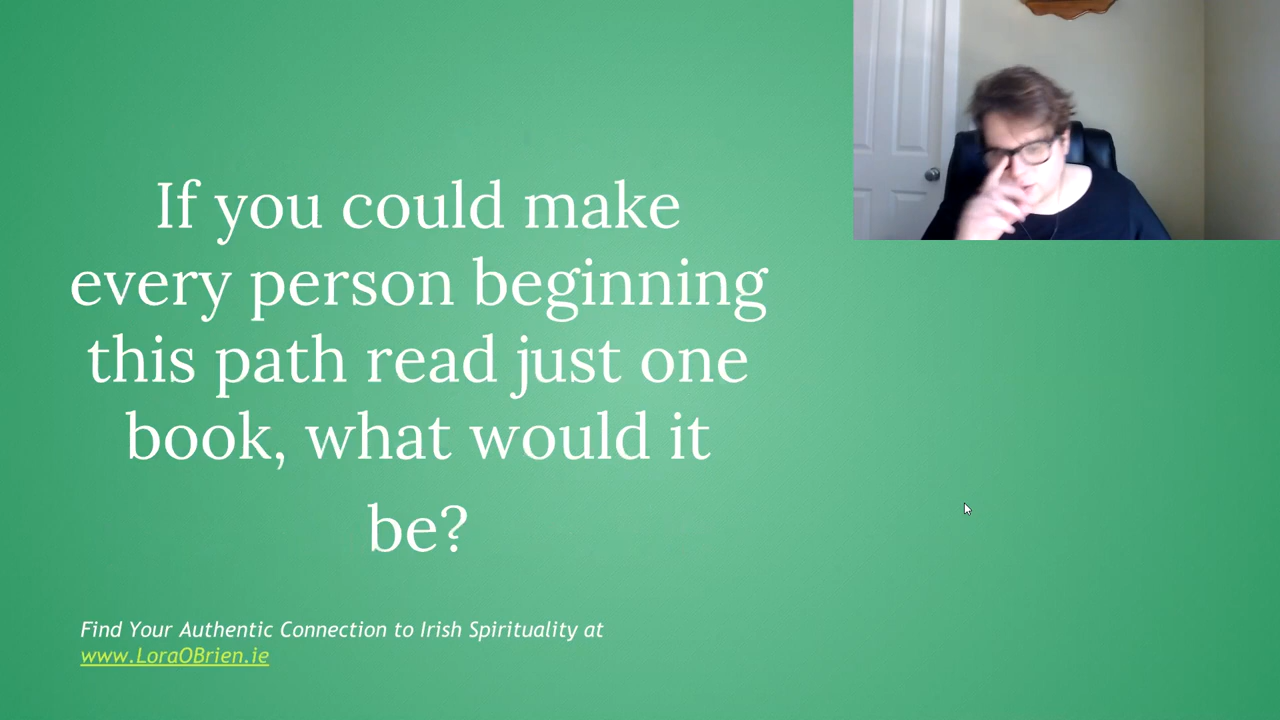 If you could make
every person beginning
this path read just one
book, what would it
be?
Find Your Authentic Connection to Irish Spirituality at
www.LoraOBrien.ie